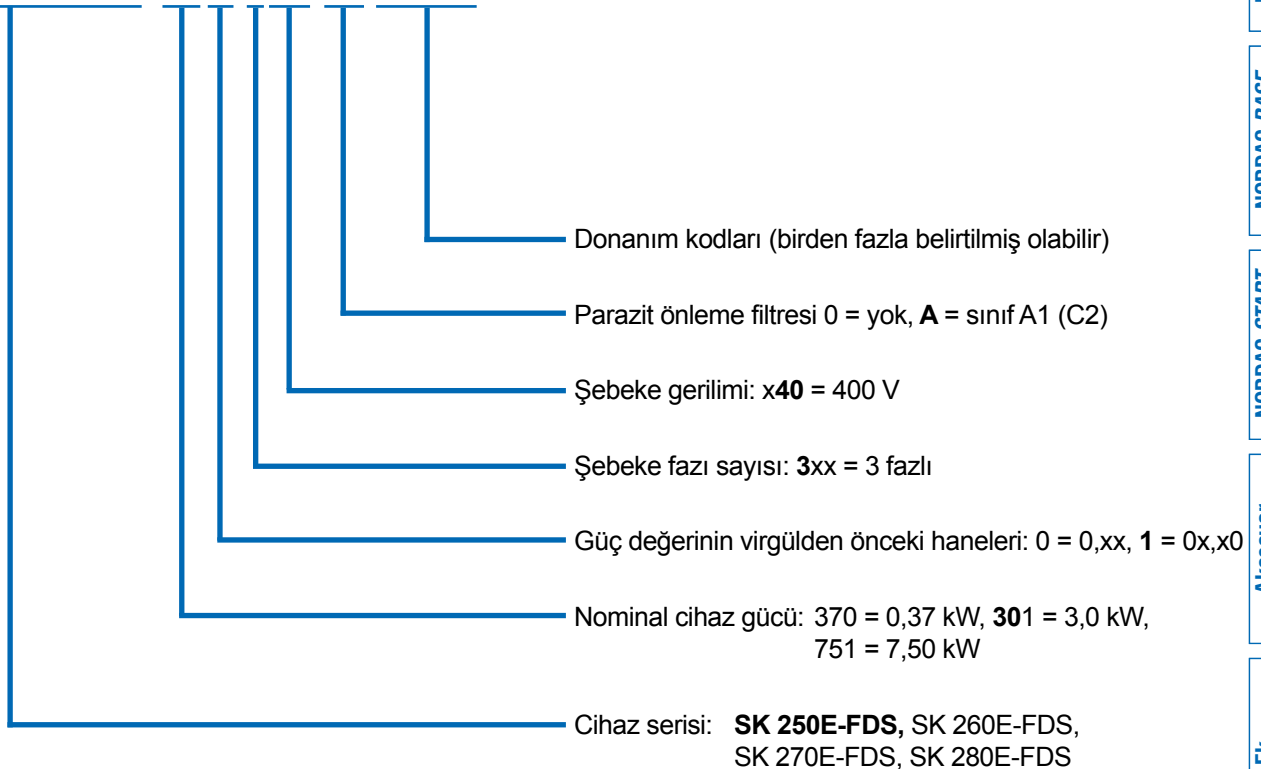 Donanım kodları (birden fazla belirtilmiş olabilir)
Parazit önleme filtresi 0 = yok, A = sınıf A1 (C2)
Şebeke gerilimi: x40 = 400 V
Şebeke fazı sayısı: 3xx = 3 fazlı
Güç değerinin virgülden önceki haneleri: 0 = 0,xx, 1 = 0x,x0
Nominal cihaz gücü: 370 = 0,37 kW, 301 = 3,0 kW,
751 = 7,50 kW
Cihaz serisi: SK 250E-FDS, SK 260E-FDS,
SK 270E-FDS, SK 280E-FDS
Ek